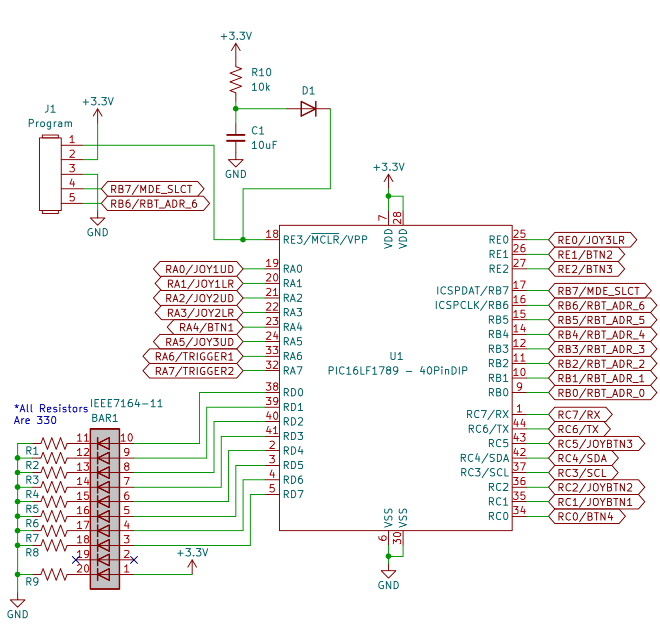 +3.3V
R10
10k
D1
J1
Program
+3.3V
C1
10uF
GND
1
2
3
4
5
RB7/MDE_SLCT
RB6/RBT_ADR_6
GND
+3.3V
7
28
VDD
VDD
18
RE3/MCLR/VPP
RE0
25
RE0/JOY3LR
RE1
26
RE1/BTN2
RE2
27
RE2/BTN3
RA0/JOY1UD
19
RA0
RA1/JOY1LR
20
RA1
RA2/JOY2UD
21
RA2
RA3/JOY2LR
22
RA3
RA4/BTN1
23
RA4
RA5/JOY3UD
24
RA5
RA6/TRIGGER1
33
RA6
RA7/TRIGGER2
32
RA7
ICSPDAT/RB7
17
RB7/MDE_SLCT
ICSPCLK/RB6
16
RB6/RBT_ADR_6
RB5
15
RB5/RBT_ADR_5
RB4
14
RB4/RBT_ADR_4
RB3
12
RB3/RBT_ADR_3
RB2
11
RB2/RBT_ADR_2
RB1
10
RB1/RBT_ADR_1
RB0
9
RB0/RBT_ADR_0
U1
PIC16LF1789 - 40PinDIP
38
RD0
39
RD1
40
RD2
41
RD3
2
RD4
3
RD5
4
RD6
5
RD7
RC7/RX
1
RC7/RX
RC6/TX
44
RC6/TX
RC5
43
RC5/JOYBTN3
RC4/SDA
42
RC4/SDA
RC3/SCL
37
RC3/SCL
RC2
36
RC2/JOYBTN2
RC1
35
RC1/JOYBTN1
RC0
34
RC0/BTN4
VSS
VSS
6
30
GND
*All Resistors
Are 330
IEEE7164-11
BAR1
11
10
R1
12
9
R2
13
8
R3
14
7
R4
15
6
R5
16
5
R6
17
4
R7
18
3
R8
19
2
+3.3V
R9
20
1
GND